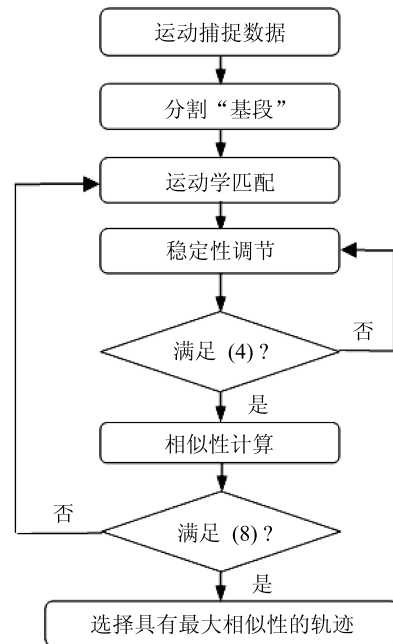 运动捕捉数据
分割“基段”
运动学匹配
稳定性调节
满足 (4) ?
否
是
相似性计算
否
满足 (8) ?
是
选择具有最大相似性的轨迹